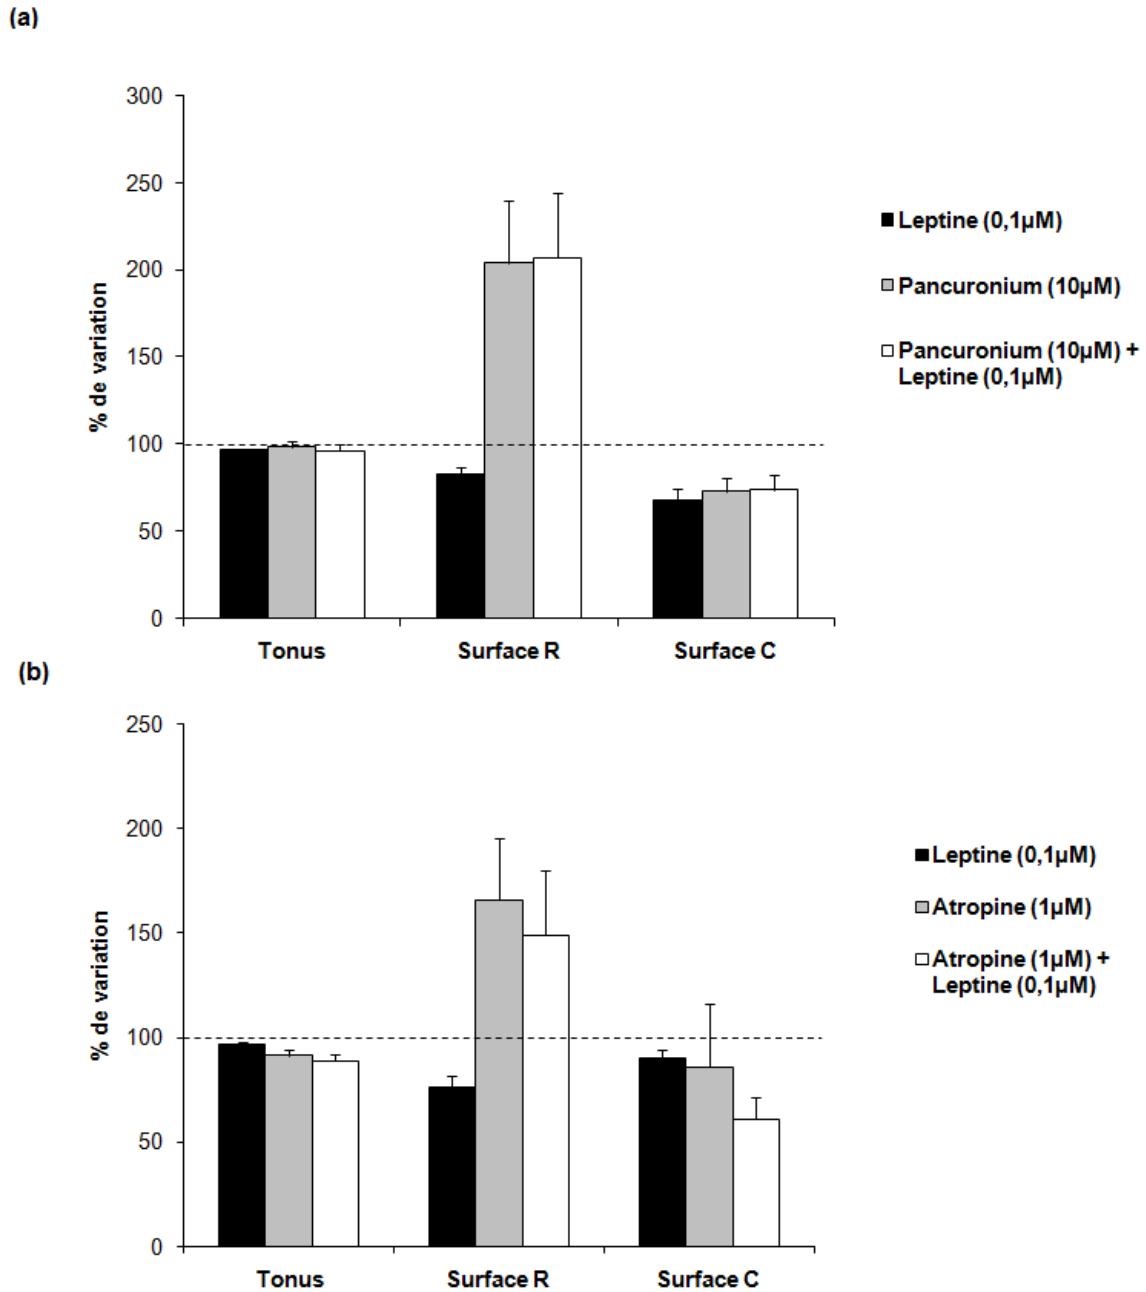 (a)
300
250
200
150
100
50
0
% de variation
Tonus
Surface R
Surface C
Leptine (0,1µM)
Pancuronium (10µM)
Pancuronium (10µM) +
Leptine (0,1µM)
(b)
250
200
150
100
50
0
% de variation
Tonus
Surface R
Surface C
Leptine (0,1µM)
Atropine (1µM)
Atropine (1µM) +
Leptine (0,1µM)